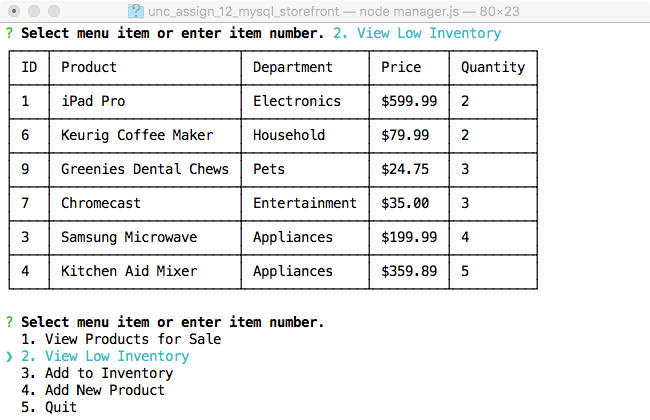 unc_assign_12_mysql_storefront — node manager.js — 80×23
? Select menu item or enter item number. 2. View Low Inventory
ID Product Department Price Quantity
1 iPad Pro Electronics $599.99 2
6 Keurig Coffee Maker Household $79.99 2
9 Greenies Dental Chews Pets $24.75 3
7 Chromecast Entertainment $35.00 3
3 Samsung Microwave Appliances $199.99 4
4 Kitchen Aid Mixer Appliances $359.89 5
? Select menu item or enter item number.
1. View Products for Sale
❯ 2. View Low Inventory
3. Add to Inventory
4. Add New Product
5. Quit